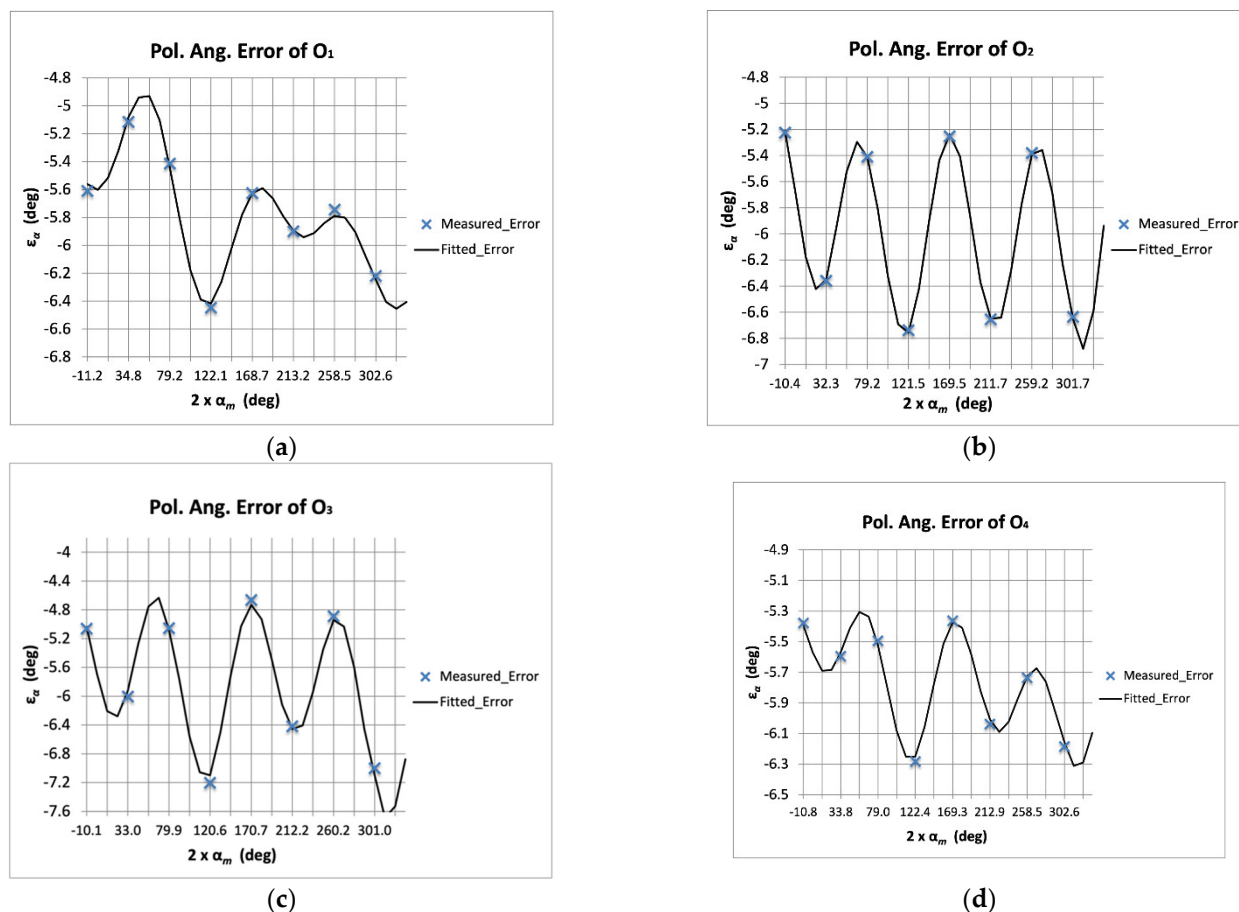 Pol. Ang. Error of O₁
-4.8
-5
-5.2
-5.4
-5.6
-5.8
-6
-6.2
-6.4
-6.6
-6.8
εα (deg)
-11.2 34.8 79.2 122.1 168.7 213.2 258.5 302.6
2 x αm (deg)
Measured_Error
Fitted_Error
(a)
Pol. Ang. Error of O₂
-4.8
-5
-5.2
-5.4
-5.6
-5.8
-6
-6.2
-6.4
-6.6
-6.8
-7
εα (deg)
-10.4 32.3 79.2 121.5 169.5 211.7 259.2 301.7
2 x αm (deg)
Measured_Error
Fitted_Error
(b)
Pol. Ang. Error of O₃
-4
-4.4
-4.8
-5.2
-5.6
-6
-6.4
-6.8
-7.2
-7.6
εα (deg)
-10.1 33.0 79.9 120.6 170.7 212.2 260.2 301.0
2 x αm (deg)
Measured_Error
Fitted_Error
(c)
Pol. Ang. Error of O₄
-4.9
-5.1
-5.3
-5.5
-5.7
-5.9
-6.1
-6.3
-6.5
εα (deg)
-10.8 33.8 79.0 122.4 169.3 212.9 258.5 302.6
2 x αm (deg)
Measured_Error
Fitted_Error
(d)